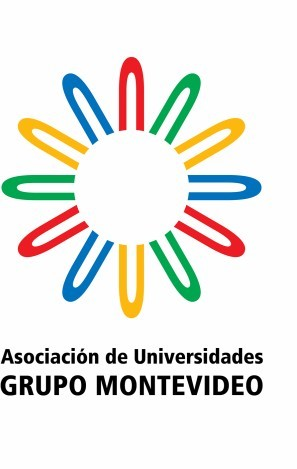 Asociación de Universidades
GRUPO MONTEVIDEO